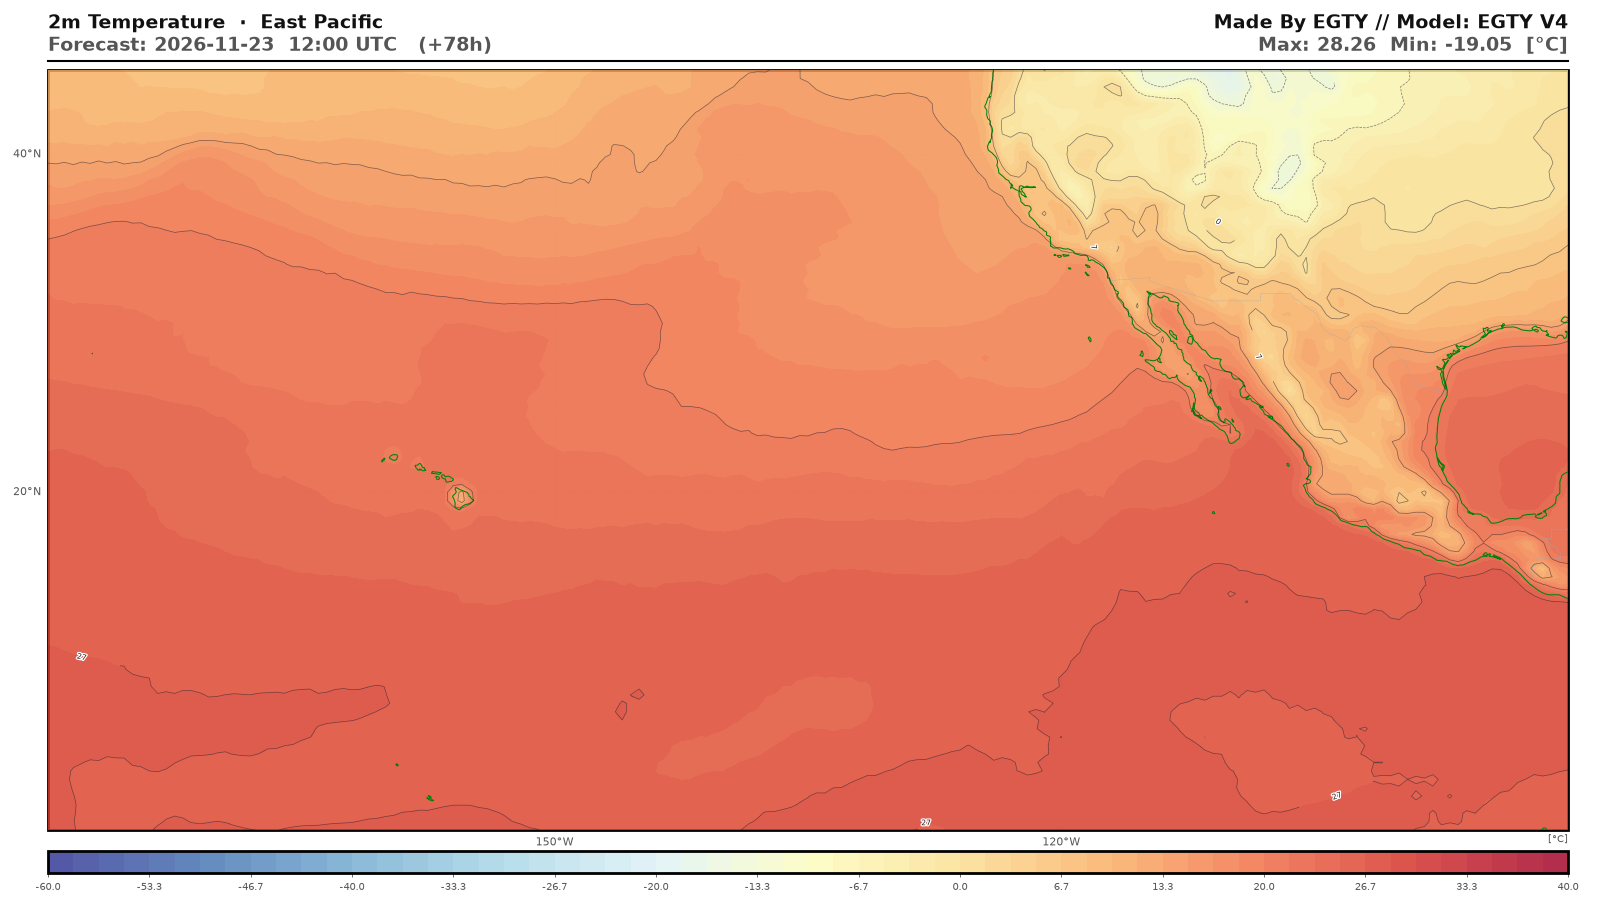 2m Temperature · East Pacific
Made By EGTY // Model: EGTY V4
Forecast: 2026-11-23 12:00 UTC (+78h)
Max: 28.26 Min: -19.05 [°C]
40°N
0
7
7
20°N
27
27
27
150°W
120°W
[°C]
-60.0 -53.3 -46.7 -40.0 -33.3 -26.7 -20.0 -13.3 -6.7 0.0 6.7 13.3 20.0 26.7 33.3 40.0